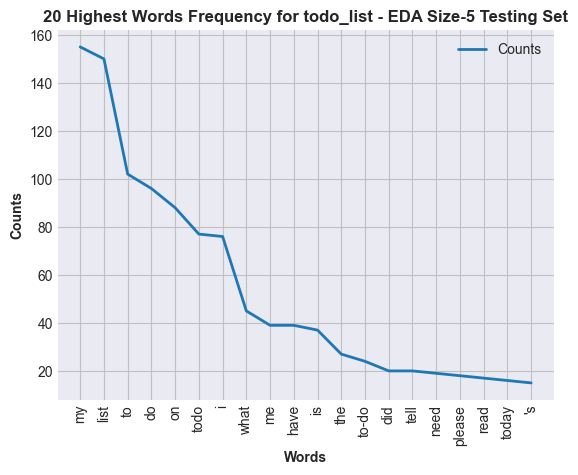 20 Highest Words Frequency for todo_list - EDA Size-5 Testing Set
Counts
160
140
120
100
80
60
40
20
Counts
my
list
to
do
on
todo
i
what
me
have
is
the
to-do
did
tell
need
please
read
today
's
Words